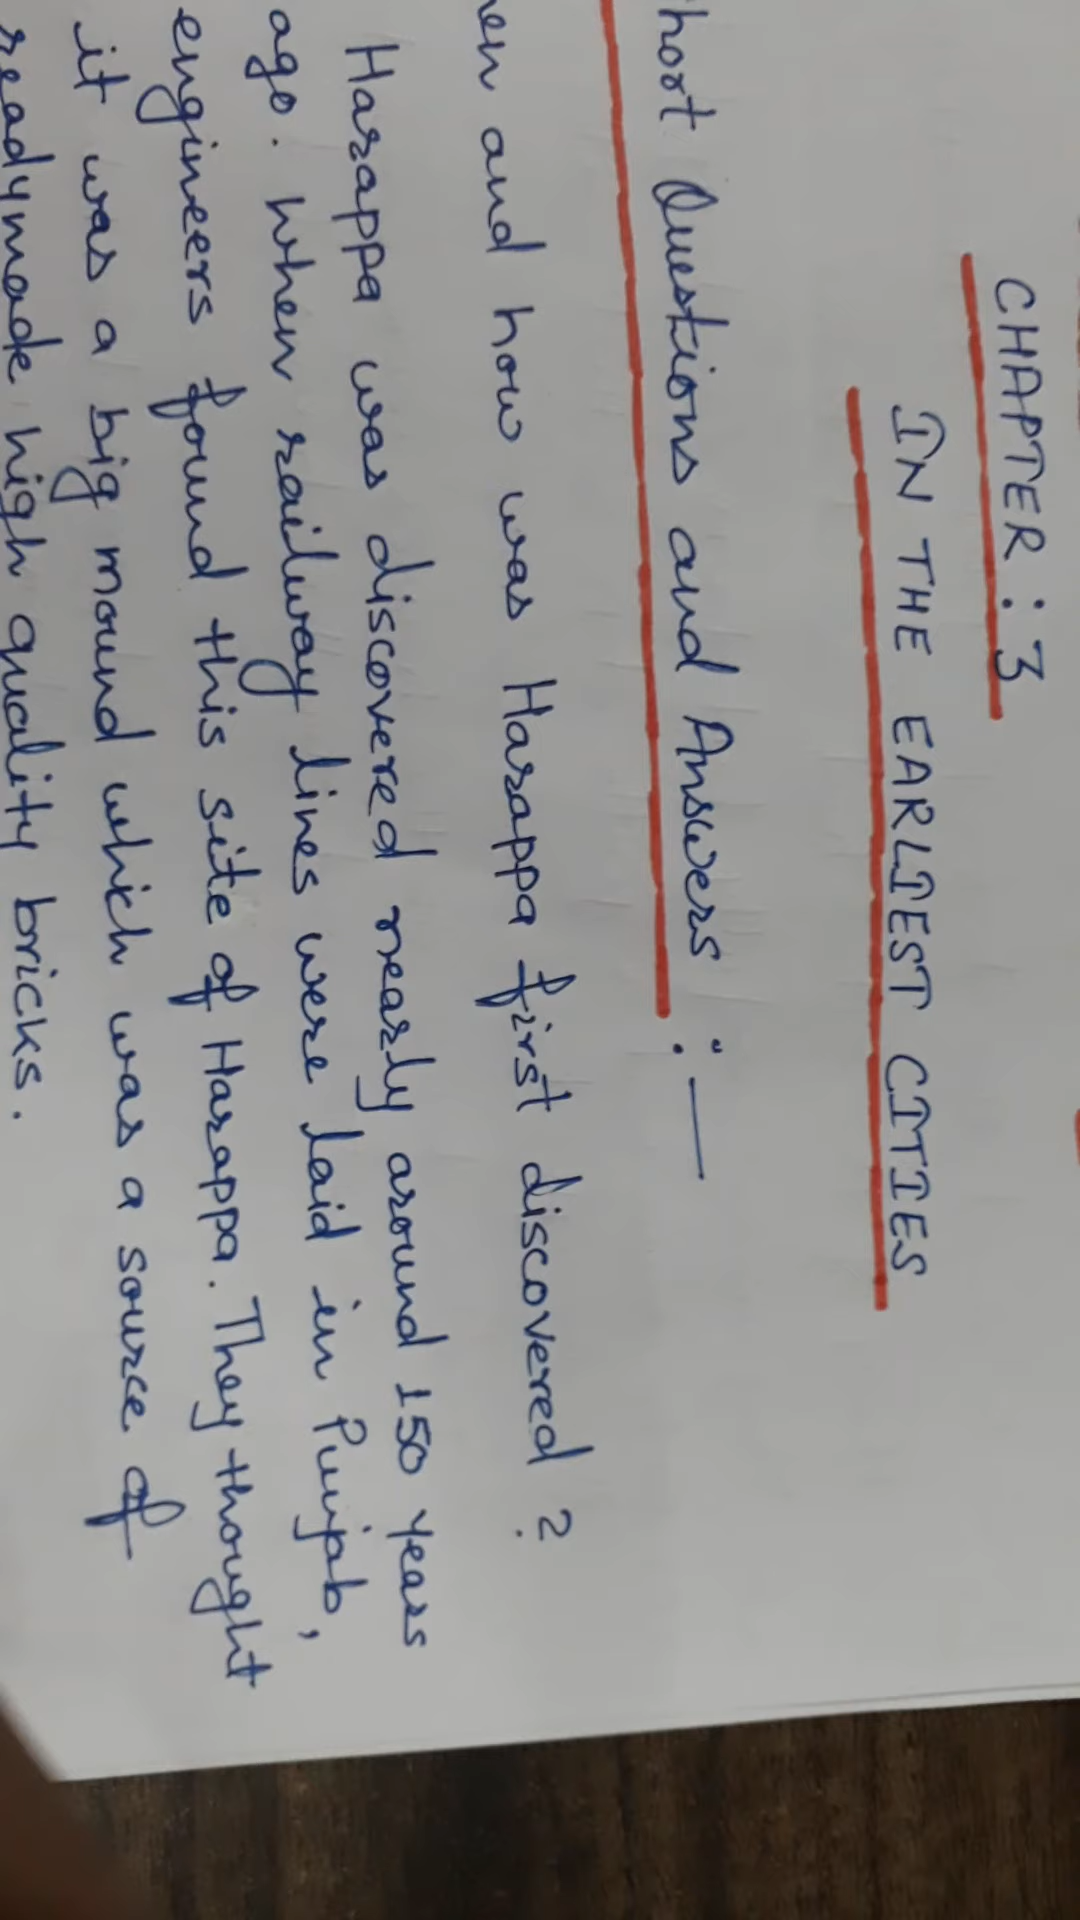 CHAPTER : 3
IN THE EARLIEST CITIES
hort Questions and Answers :—
en and how was Harappa first discovered ?
Harappa was discovered nearly around 150 years
ago. When railway lines were laid in Punjab,
engineers found this site of Harappa. They thought
it was a big mound which was a source of
readymade high quality bricks.